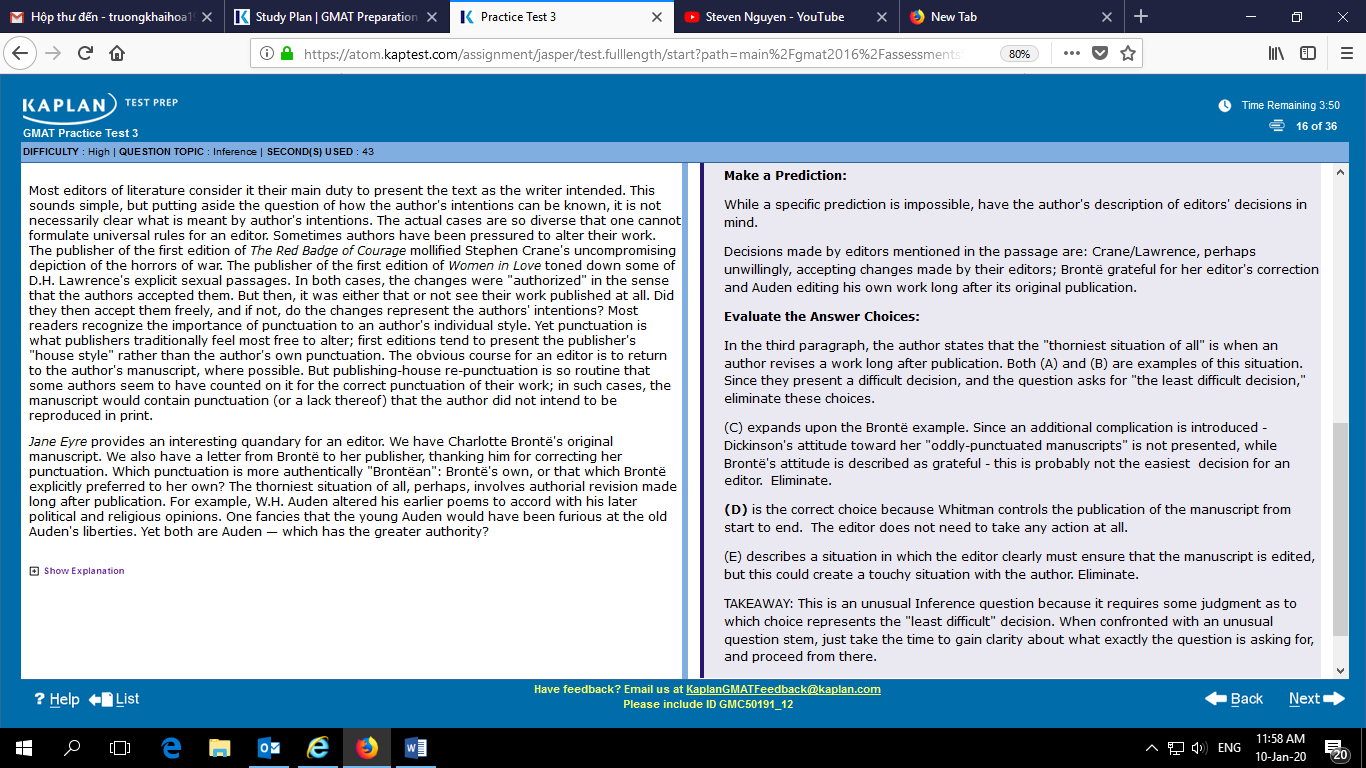 Hộp thư đến - truongkhaihoa1
Study Plan | GMAT Preparation
Practice Test 3
Steven Nguyen - YouTube
New Tab
https://atom.kaptest.com/assignment/jasper/test.fulllength/start?path=main%2Fgmat2016%2Fassessments
80%
KAPLAN TEST PREP
GMAT Practice Test 3
Time Remaining 3:50
16 of 36
DIFFICULTY : High | QUESTION TOPIC : Inference | SECOND(S) USED : 43
Most editors of literature consider it their main duty to present the text as the writer intended. This
sounds simple, but putting aside the question of how the author's intentions can be known, it is not
necessarily clear what is meant by author's intentions. The actual cases are so diverse that one cannot
formulate universal rules for an editor. Sometimes authors have been pressured to alter their work.
The publisher of the first edition of The Red Badge of Courage mollified Stephen Crane's uncompromising
depiction of the horrors of war. The publisher of the first edition of Women in Love toned down some of
D.H. Lawrence's explicit sexual passages. In both cases, the changes were "authorized" in the sense
that the authors accepted them. But then, it was either that or not see their work published at all. Did
they then accept them freely, and if not, do the changes represent the authors' intentions? Most
readers recognize the importance of punctuation to an author's individual style. Yet punctuation is
what publishers traditionally feel most free to alter; first editions tend to present the publisher's
"house style" rather than the author's own punctuation. The obvious course for an editor is to return
to the author's manuscript, where possible. But publishing-house re-punctuation is so routine that
some authors seem to have counted on it for the correct punctuation of their work; in such cases, the
manuscript would contain punctuation (or a lack thereof) that the author did not intend to be
reproduced in print.
Jane Eyre provides an interesting quandary for an editor. We have Charlotte Brontë's original
manuscript. We also have a letter from Brontë to her publisher, thanking him for correcting her
punctuation. Which punctuation is more authentically "Brontëan": Brontë's own, or that which Brontë
explicitly preferred to her own? The thorniest situation of all, perhaps, involves authorial revision made
long after publication. For example, W.H. Auden altered his earlier poems to accord with his later
political and religious opinions. One fancies that the young Auden would have been furious at the old
Auden's liberties. Yet both are Auden — which has the greater authority?
Show Explanation
Make a Prediction:
While a specific prediction is impossible, have the author's description of editors' decisions in
mind.
Decisions made by editors mentioned in the passage are: Crane/Lawrence, perhaps
unwillingly, accepting changes made by their editors; Brontë grateful for her editor's correction
and Auden editing his own work long after its original publication.
Evaluate the Answer Choices:
In the third paragraph, the author states that the "thorniest situation of all" is when an
author revises a work long after publication. Both (A) and (B) are examples of this situation.
Since they present a difficult decision, and the question asks for "the least difficult decision,"
eliminate these choices.
(C) expands upon the Brontë example. Since an additional complication is introduced -
Dickinson's attitude toward her "oddly-punctuated manuscripts" is not presented, while
Brontë's attitude is described as grateful - this is probably not the easiest decision for an
editor. Eliminate.
(D) is the correct choice because Whitman controls the publication of the manuscript from
start to end. The editor does not need to take any action at all.
(E) describes a situation in which the editor clearly must ensure that the manuscript is edited,
but this could create a touchy situation with the author. Eliminate.
TAKEAWAY: This is an unusual Inference question because it requires some judgment as to
which choice represents the "least difficult" decision. When confronted with an unusual
question stem, just take the time to gain clarity about what exactly the question is asking for,
and proceed from there.
? Help
List
Have feedback? Email us at KaplanGMATFeedback@kaplan.com
Please include ID GMC50191_12
Back
Next
ENG
11:58 AM
10-Jan-20
20